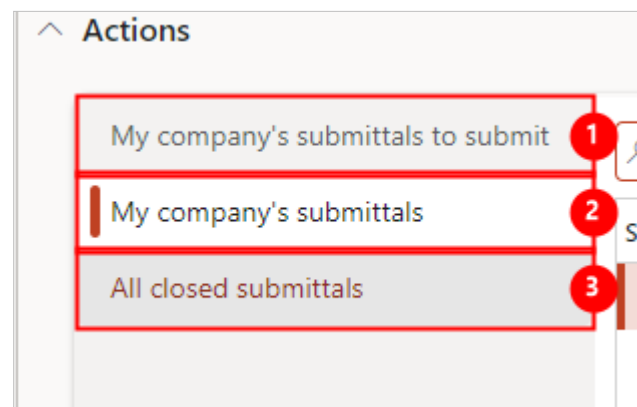 Actions
My company's submittals to submit 1
My company's submittals 2
S
All closed submittals 3